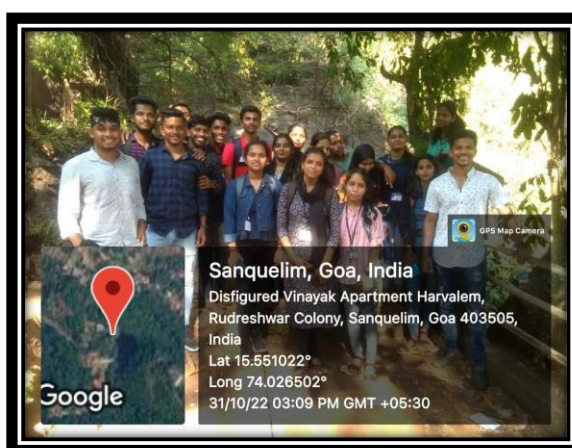 GPS Map Camera
Sanquelim, Goa, India
Disfigured Vinayak Apartment Harvalem,
Rudreshwar Colony, Sanquelim, Goa 403505,
India
Lat 15.551022°
Long 74.026502°
31/10/22 03:09 PM GMT +05:30
Google